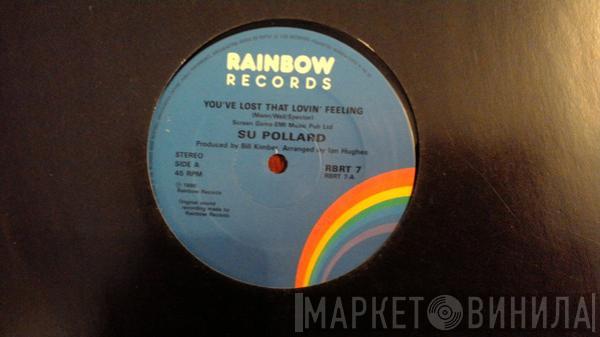 RAINBOW
RECORDS
YOU'VE LOST THAT LOVIN' FEELING
(Mann/Weil/Spector)
Screen Gems-EMI Music Pub Ltd
SU POLLARD
Produced by Bill Kimber, Arranged by Ian Hughes
STEREO
SIDE A
45 RPM
RBRT 7
RBRT 7-A
Rainbow Records
Original sound
recording made by
Rainbow Records
МАРКЕТ ВИНИЛА